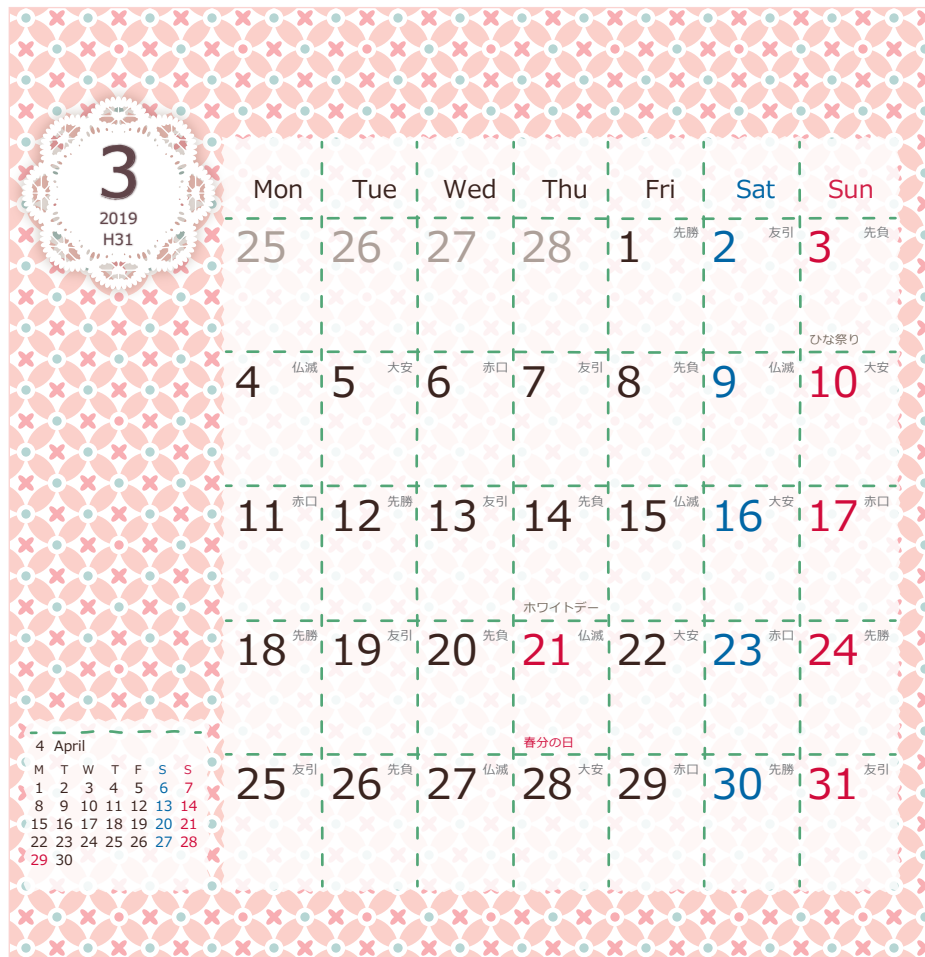 3
2019
H31
Mon Tue Wed Thu Fri Sat Sun
25 26 27 28 1 先勝 2 友引 3 先負
ひな祭り
4 仏滅 5 大安 6 赤口 7 友引 8 先負 9 仏滅 10 大安
11 赤口 12 先勝 13 友引 14 先負 15 仏滅 16 大安 17 赤口
ホワイトデー
18 先勝 19 友引 20 先負 21 仏滅 22 大安 23 赤口 24 先勝
春分の日
25 友引 26 先負 27 仏滅 28 大安 29 赤口 30 先勝 31 友引
4 April
M T W T F S S
1 2 3 4 5 6 7
8 9 10 11 12 13 14
15 16 17 18 19 20 21
22 23 24 25 26 27 28
29 30